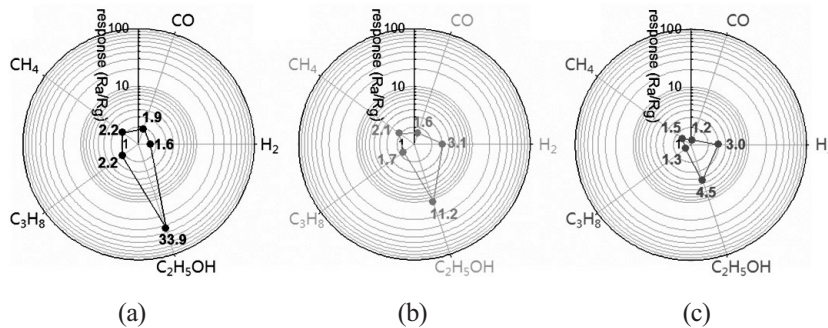 100
10
1
response (Ra/Rg)
CO
CH4
H2
C3H8
C2H5OH
1.9
2.2
1.6
2.2
33.9
(a)
100
10
1
response (Ra/Rg)
CO
CH4
H2
C3H8
C2H5OH
1.6
2.1
3.1
1.7
11.2
(b)
100
10
1
response (Ra/Rg)
CO
CH4
H
C3H8
C2H5OH
1.2
1.5
3.0
1.3
4.5
(c)